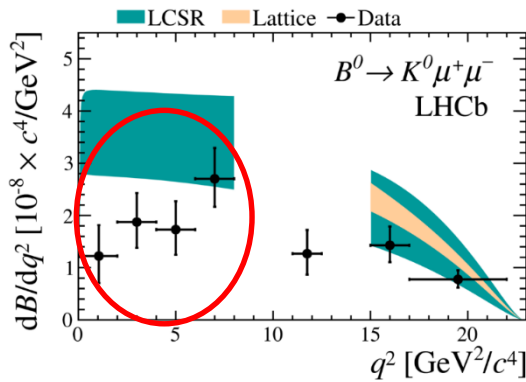 LCSR Lattice Data
B⁰→ K⁰μ⁺μ⁻
LHCb
dB/dq² [10⁻⁸ × c⁴/GeV²]
5
4
3
2
1
0
0 5 10 15 20
q² [GeV²/c⁴]